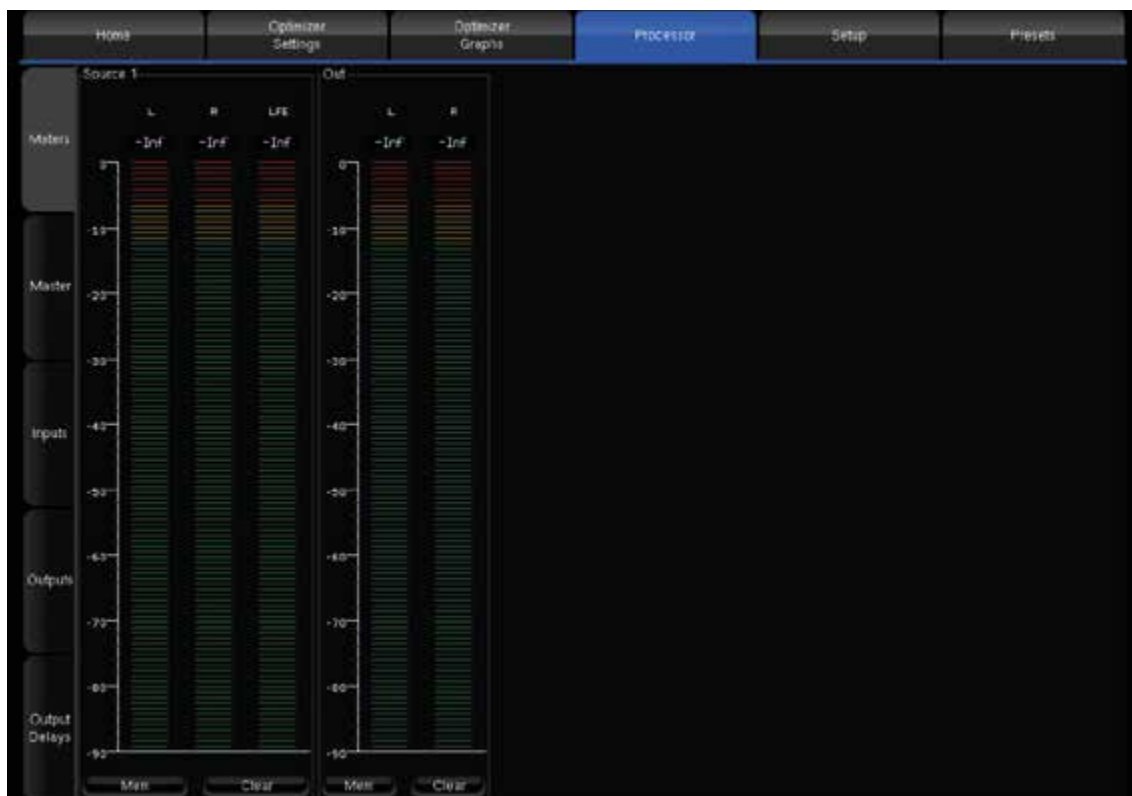 Home
Optimizer
Settings
Optimizer
Graphs
Processor
Setup
Presets
Meters
Master
Inputs
Outputs
Output
Delays
Source 1
L R LFE
-Inf -Inf -Inf
0
-10
-20
-30
-40
-50
-60
-70
-80
-90
Mem Clear
Out
L R
-Inf -Inf
0
-10
-20
-30
-40
-50
-60
-70
-80
-90
Mem Clear